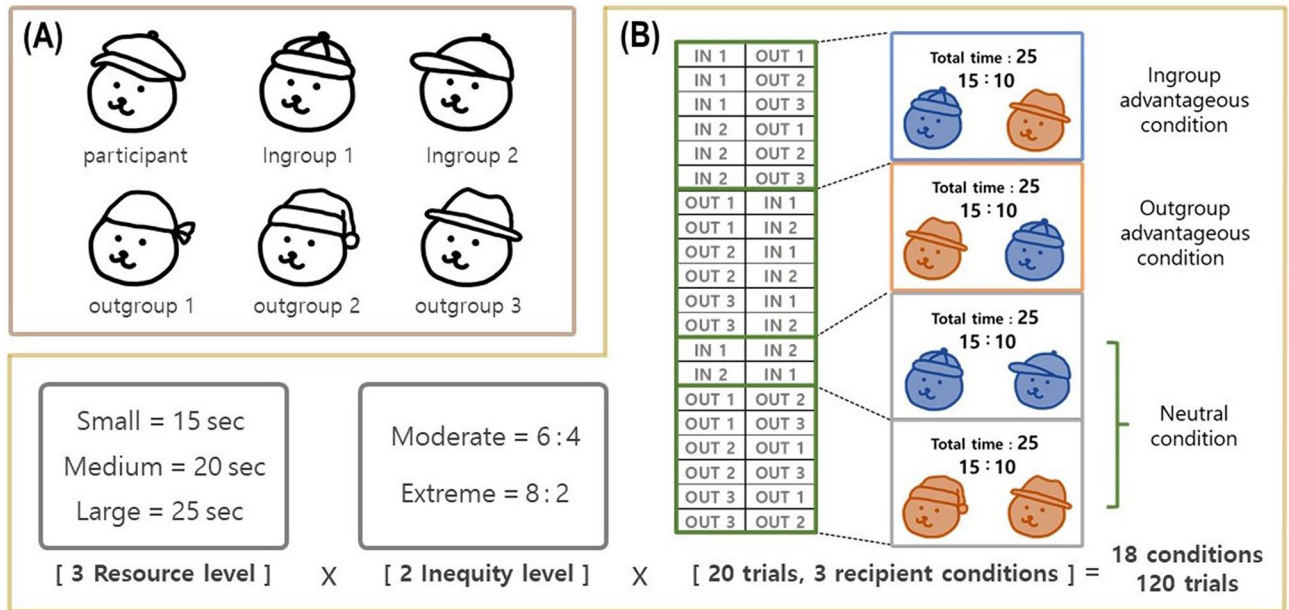 (A)
participant
Ingroup 1
Ingroup 2
outgroup 1
outgroup 2
outgroup 3
(B)
IN 1 OUT 1
IN 1 OUT 2
IN 1 OUT 3
IN 2 OUT 1
IN 2 OUT 2
IN 2 OUT 3
OUT 1 IN 1
OUT 1 IN 2
OUT 2 IN 1
OUT 2 IN 2
OUT 3 IN 1
OUT 3 IN 2
IN 1 IN 2
IN 2 IN 1
OUT 1 OUT 2
OUT 1 OUT 3
OUT 2 OUT 1
OUT 2 OUT 3
OUT 3 OUT 1
OUT 3 OUT 2
Total time : 25
15 : 10
Ingroup
advantageous
condition
Total time : 25
15 : 10
Outgroup
advantageous
condition
Total time : 25
15 : 10
Total time : 25
15 : 10
Neutral
condition
Small = 15 sec
Medium = 20 sec
Large = 25 sec
Moderate = 6 : 4
Extreme = 8 : 2
[ 3 Resource level ] X [ 2 Inequity level ] X [ 20 trials, 3 recipient conditions ] = 18 conditions
120 trials